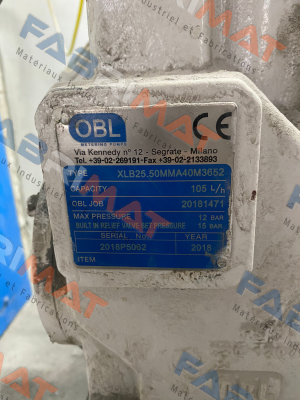 OBL
METERING PUMPS
CE
Via Kennedy n° 12 - Segrate - Milano
Tel. +39-02-269191-Fax +39-02-2133893
TYPE XLB25.50MMA40M3652
CAPACITY 105 L/h
OBL JOB 20181471
MAX PRESSURE 12 BAR
BUILT IN RELIEF VALVE SET PRESSURE 15 BAR
SERIAL No. YEAR
2018P5062 2018
ITEM
FABRIMAT